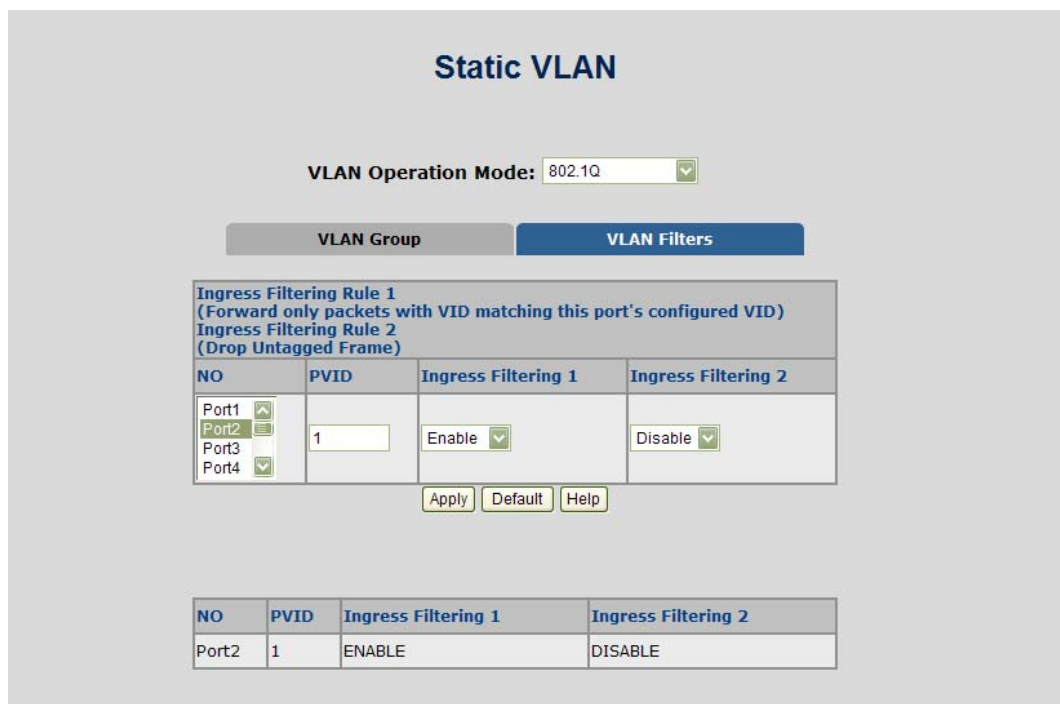 Static VLAN
VLAN Operation Mode: 802.1Q
VLAN Group VLAN Filters
Ingress Filtering Rule 1
(Forward only packets with VID matching this port's configured VID)
Ingress Filtering Rule 2
(Drop Untagged Frame)
NO PVID Ingress Filtering 1 Ingress Filtering 2
Port1
Port2
Port3
Port4
1 Enable Disable
Apply Default Help
NO PVID Ingress Filtering 1 Ingress Filtering 2
Port2 1 ENABLE DISABLE